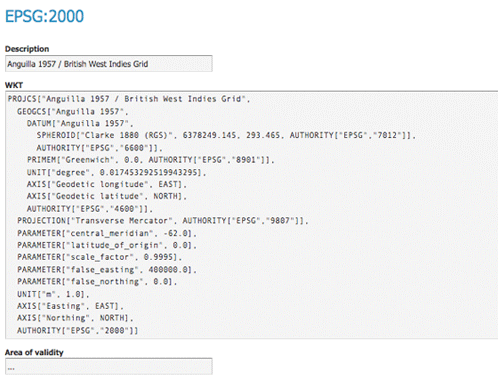 EPSG:2000
Description
Anguilla 1957 / British West Indies Grid
WKT
PROJCS["Anguilla 1957 / British West Indies Grid",
GEOGCS["Anguilla 1957",
DATUM["Anguilla 1957",
SPHEROID["Clarke 1880 (RGS)", 6378249.145, 293.465, AUTHORITY["EPSG","7012"]],
AUTHORITY["EPSG","6600"]],
PRIMEM["Greenwich", 0.0, AUTHORITY["EPSG","8901"]],
UNIT["degree", 0.017453292519943295],
AXIS["Geodetic longitude", EAST],
AXIS["Geodetic latitude", NORTH],
AUTHORITY["EPSG","4600"]],
PROJECTION["Transverse Mercator", AUTHORITY["EPSG","9807"]],
PARAMETER["central_meridian", -62.0],
PARAMETER["latitude_of_origin", 0.0],
PARAMETER["scale_factor", 0.9995],
PARAMETER["false_easting", 400000.0],
PARAMETER["false_northing", 0.0],
UNIT["m", 1.0],
AXIS["Easting", EAST],
AXIS["Northing", NORTH],
AUTHORITY["EPSG","2000"]]
Area of validity
...